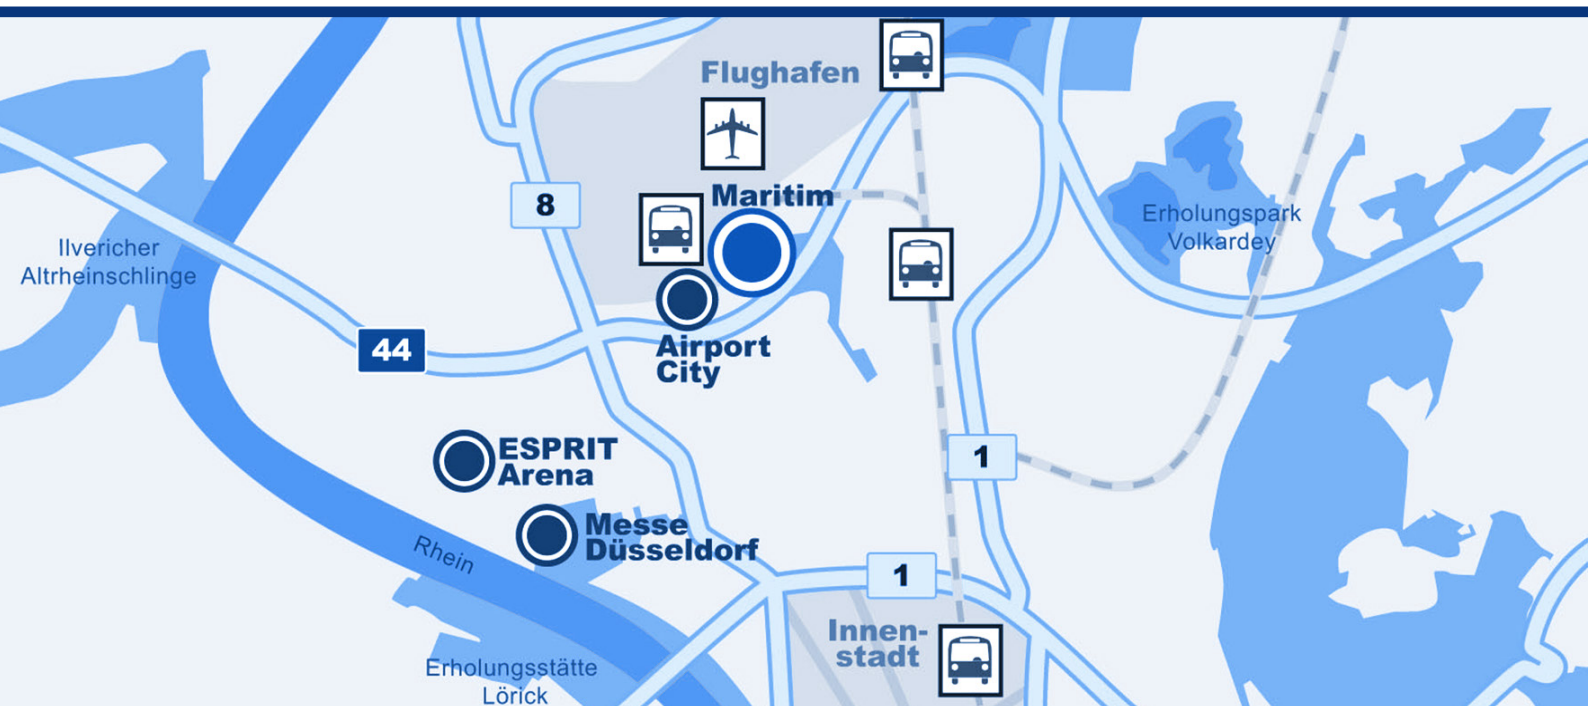 Flughafen
Maritim
8
Erholungspark
Volkardey
Ilvericher
Altrheinschlinge
44
Airport
City
ESPRIT
Arena
1
Messe
Düsseldorf
Rhein
1
Innen-
stadt
Erholungsstätte
Lörick